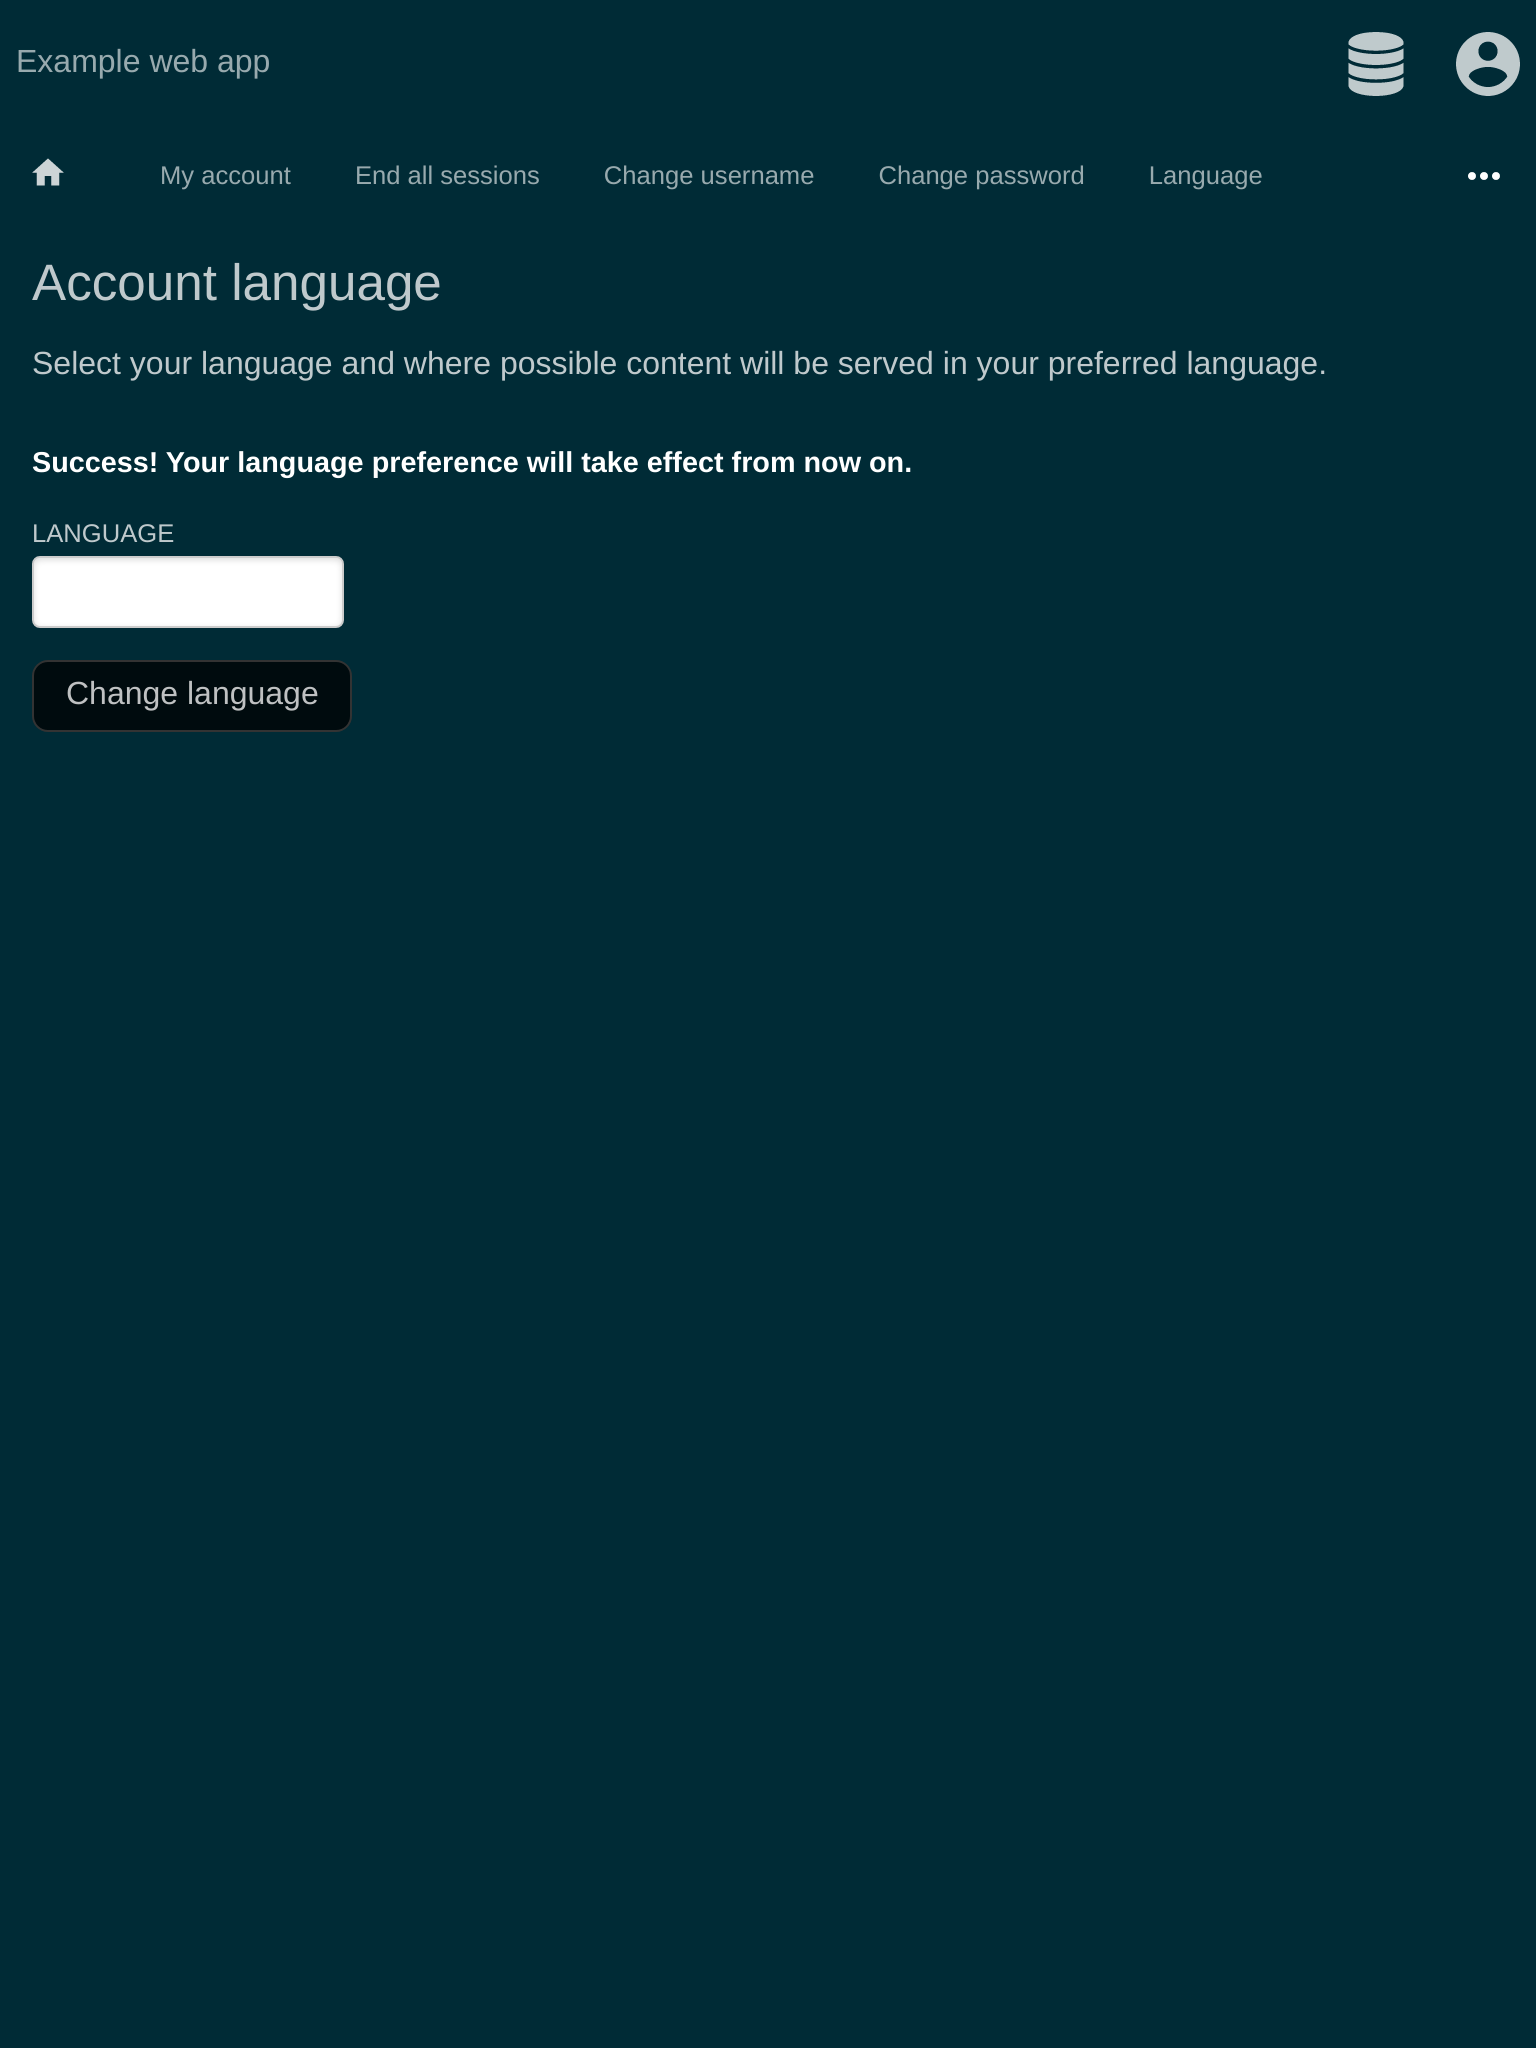 Example web app
My account End all sessions Change username Change password Language
Account language
Select your language and where possible content will be served in your preferred language.
Success! Your language preference will take effect from now on.
LANGUAGE
Change language